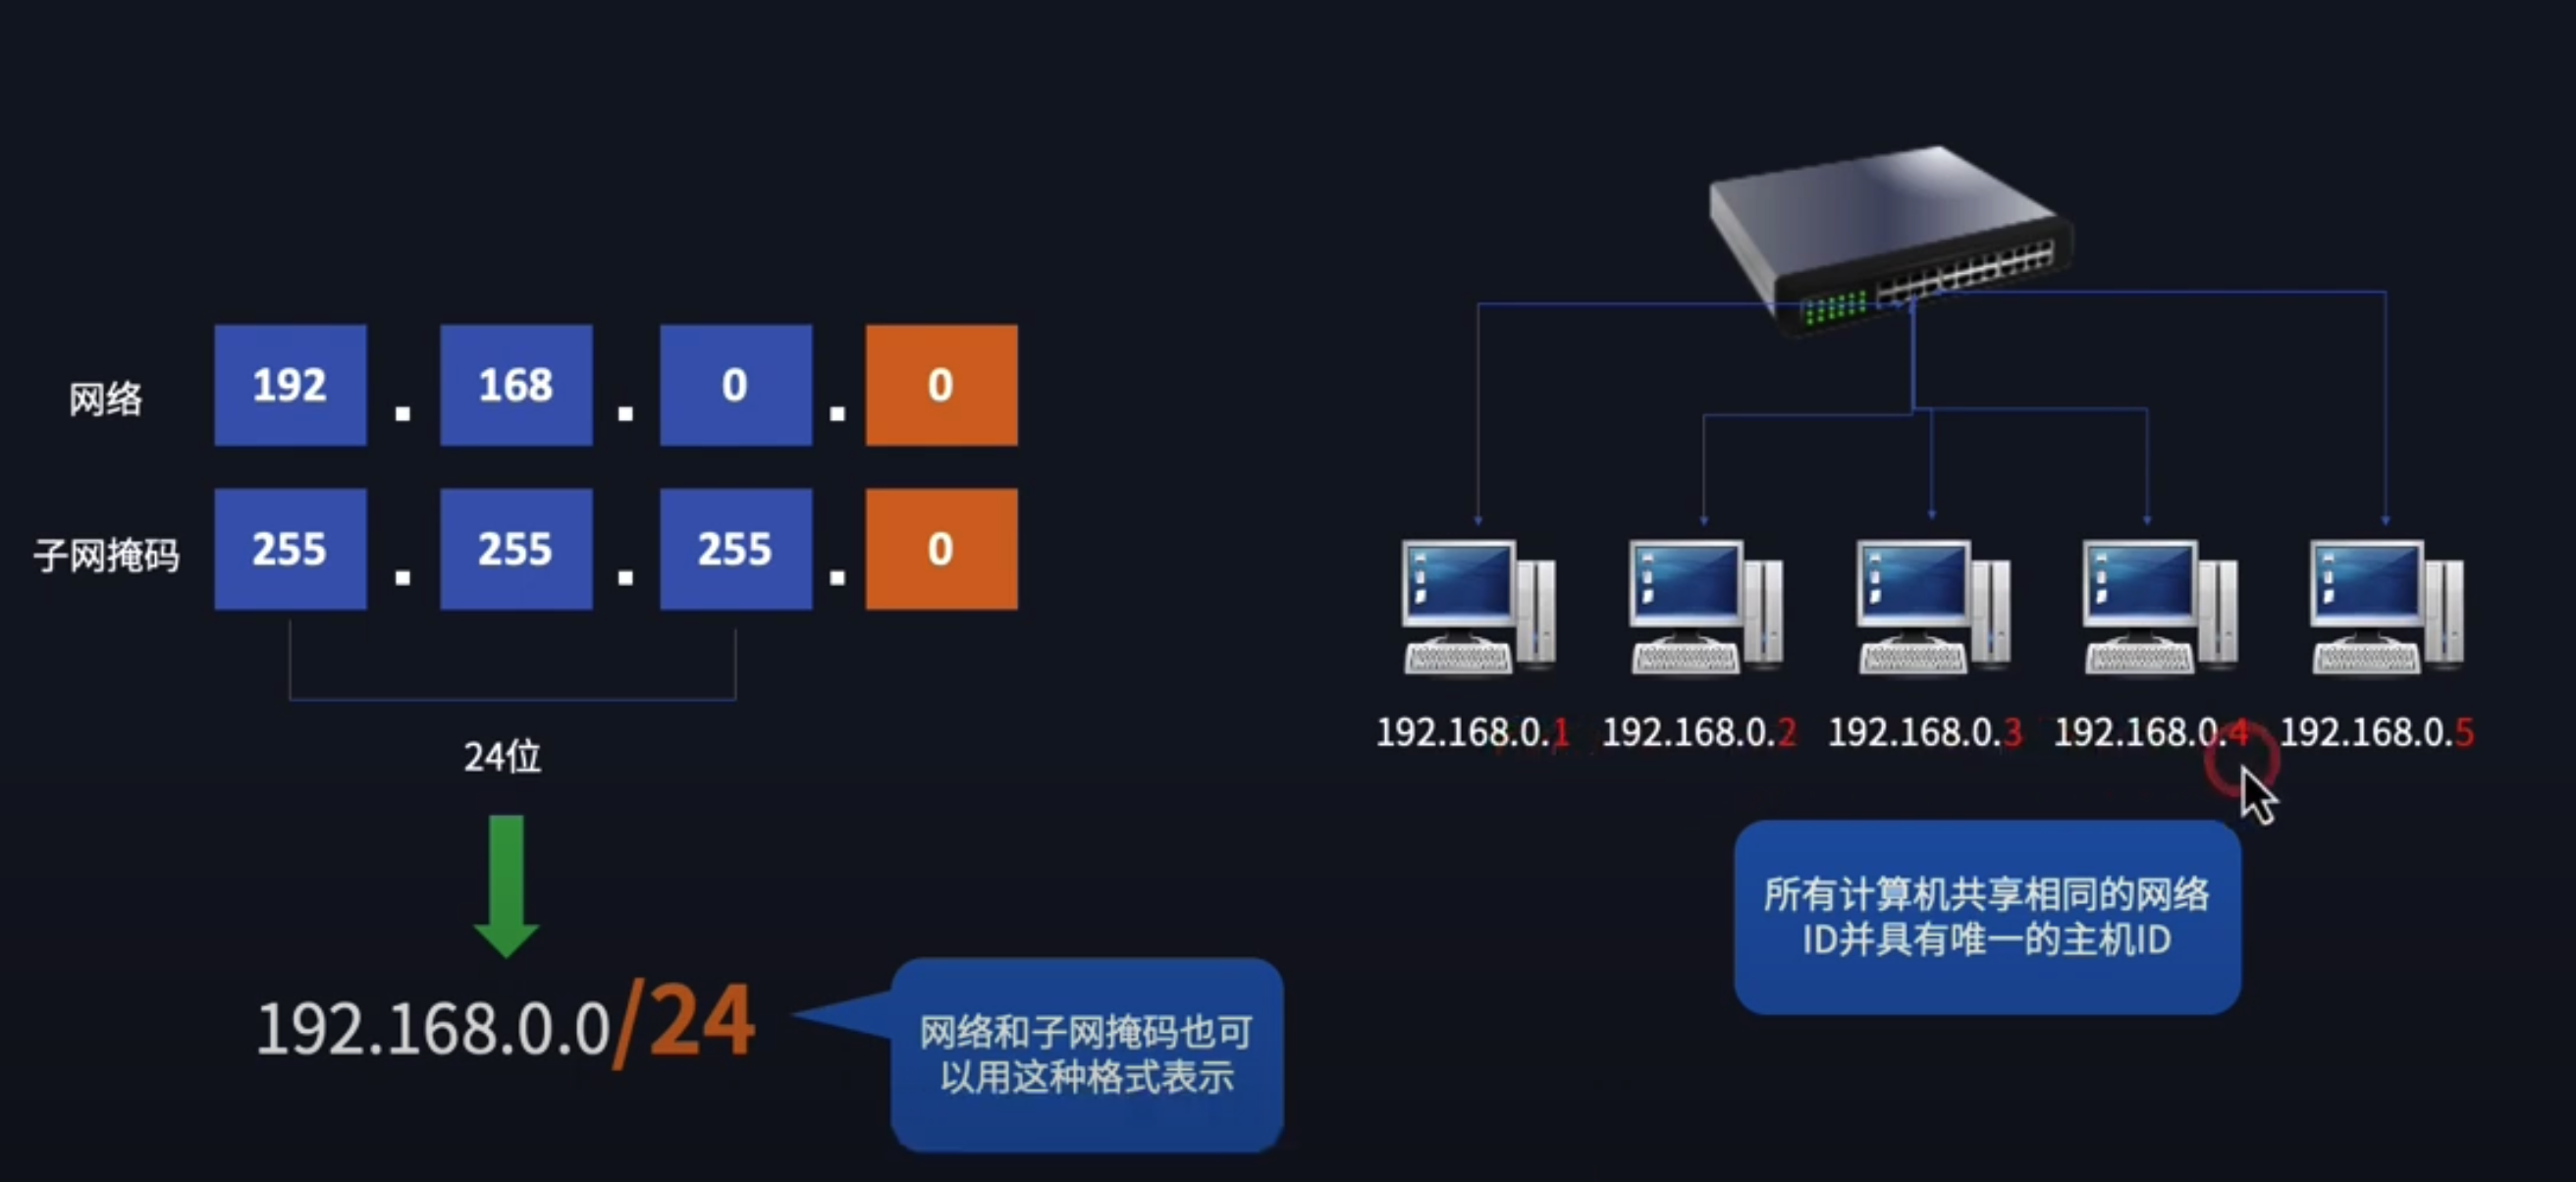 网络 192 . 168 . 0 . 0
子网掩码 255 . 255 . 255 . 0
24位
192.168.0.0/24
网络和子网掩码也可
以用这种格式表示
192.168.0.1 192.168.0.2 192.168.0.3 192.168.0.4 192.168.0.5
所有计算机共享相同的网络
ID并具有唯一的主机ID